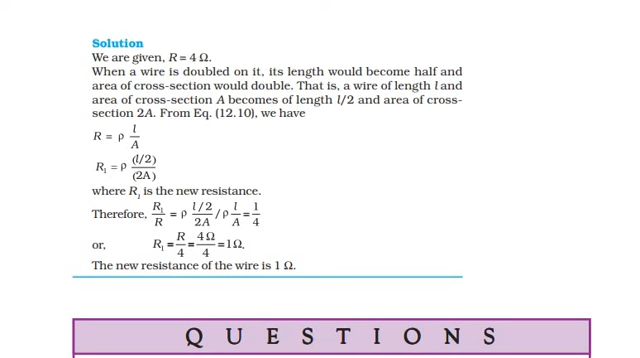 Solution
We are given, R = 4 Ω.
When a wire is doubled on it, its length would become half and
area of cross-section would double. That is, a wire of length l and
area of cross-section A becomes of length l/2 and area of cross-
section 2A. From Eq. (12.10), we have
R = ρ l/A
R₁ = ρ (l/2)/(2A)
where R₁ is the new resistance.
Therefore, R₁/R = ρ (l/2)/2A / ρ l/A = 1/4
or, R₁ = R/4 = 4Ω/4 = 1Ω.
The new resistance of the wire is 1 Ω.
QUESTIONS